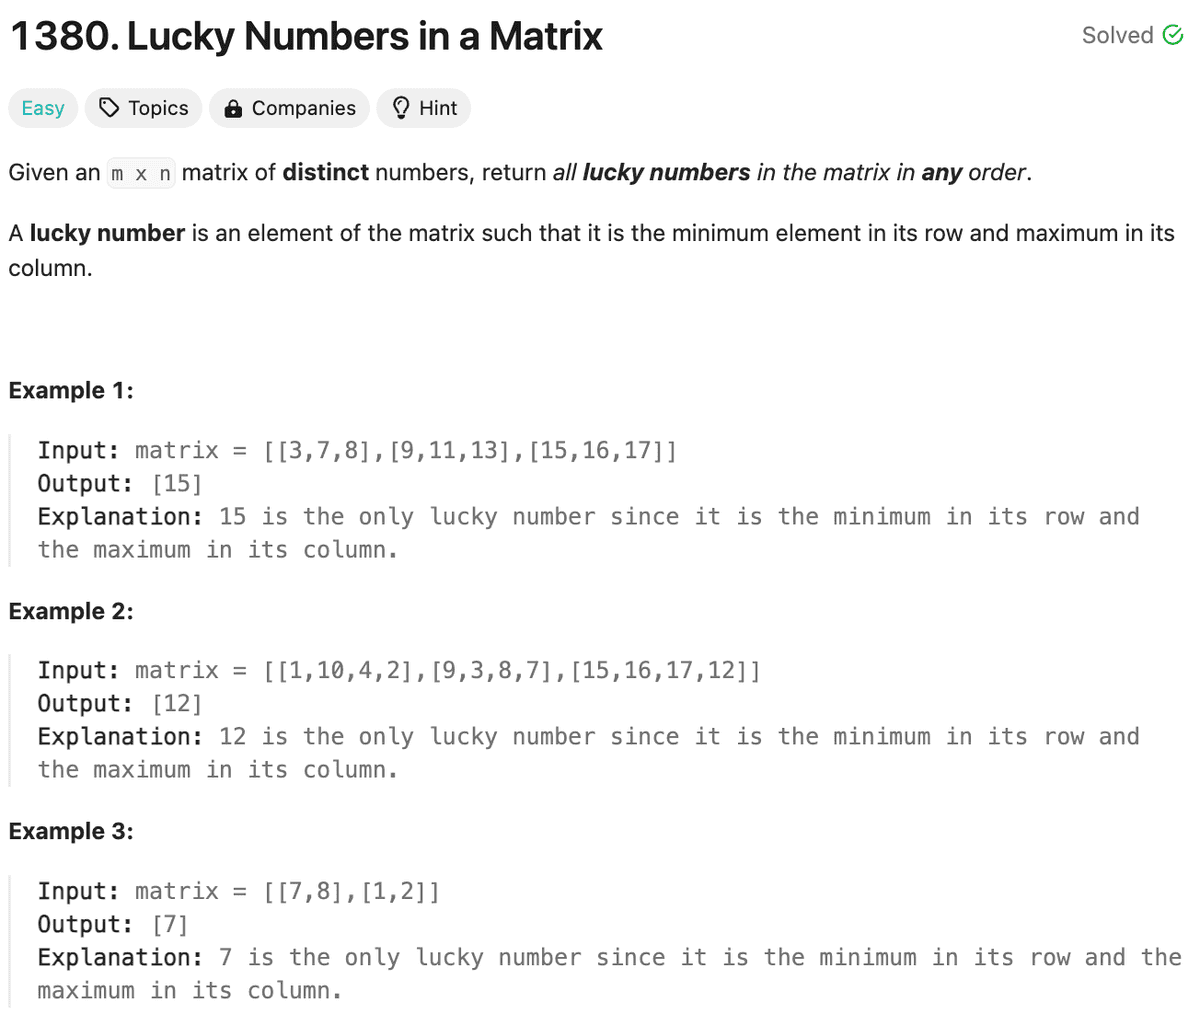 1380. Lucky Numbers in a Matrix
Solved
Easy Topics Companies Hint
Given an m x n matrix of distinct numbers, return all lucky numbers in the matrix in any order.
A lucky number is an element of the matrix such that it is the minimum element in its row and maximum in its
column.
Example 1:
Input: matrix = [[3,7,8],[9,11,13],[15,16,17]]
Output: [15]
Explanation: 15 is the only lucky number since it is the minimum in its row and
the maximum in its column.
Example 2:
Input: matrix = [[1,10,4,2],[9,3,8,7],[15,16,17,12]]
Output: [12]
Explanation: 12 is the only lucky number since it is the minimum in its row and
the maximum in its column.
Example 3:
Input: matrix = [[7,8],[1,2]]
Output: [7]
Explanation: 7 is the only lucky number since it is the minimum in its row and the
maximum in its column.